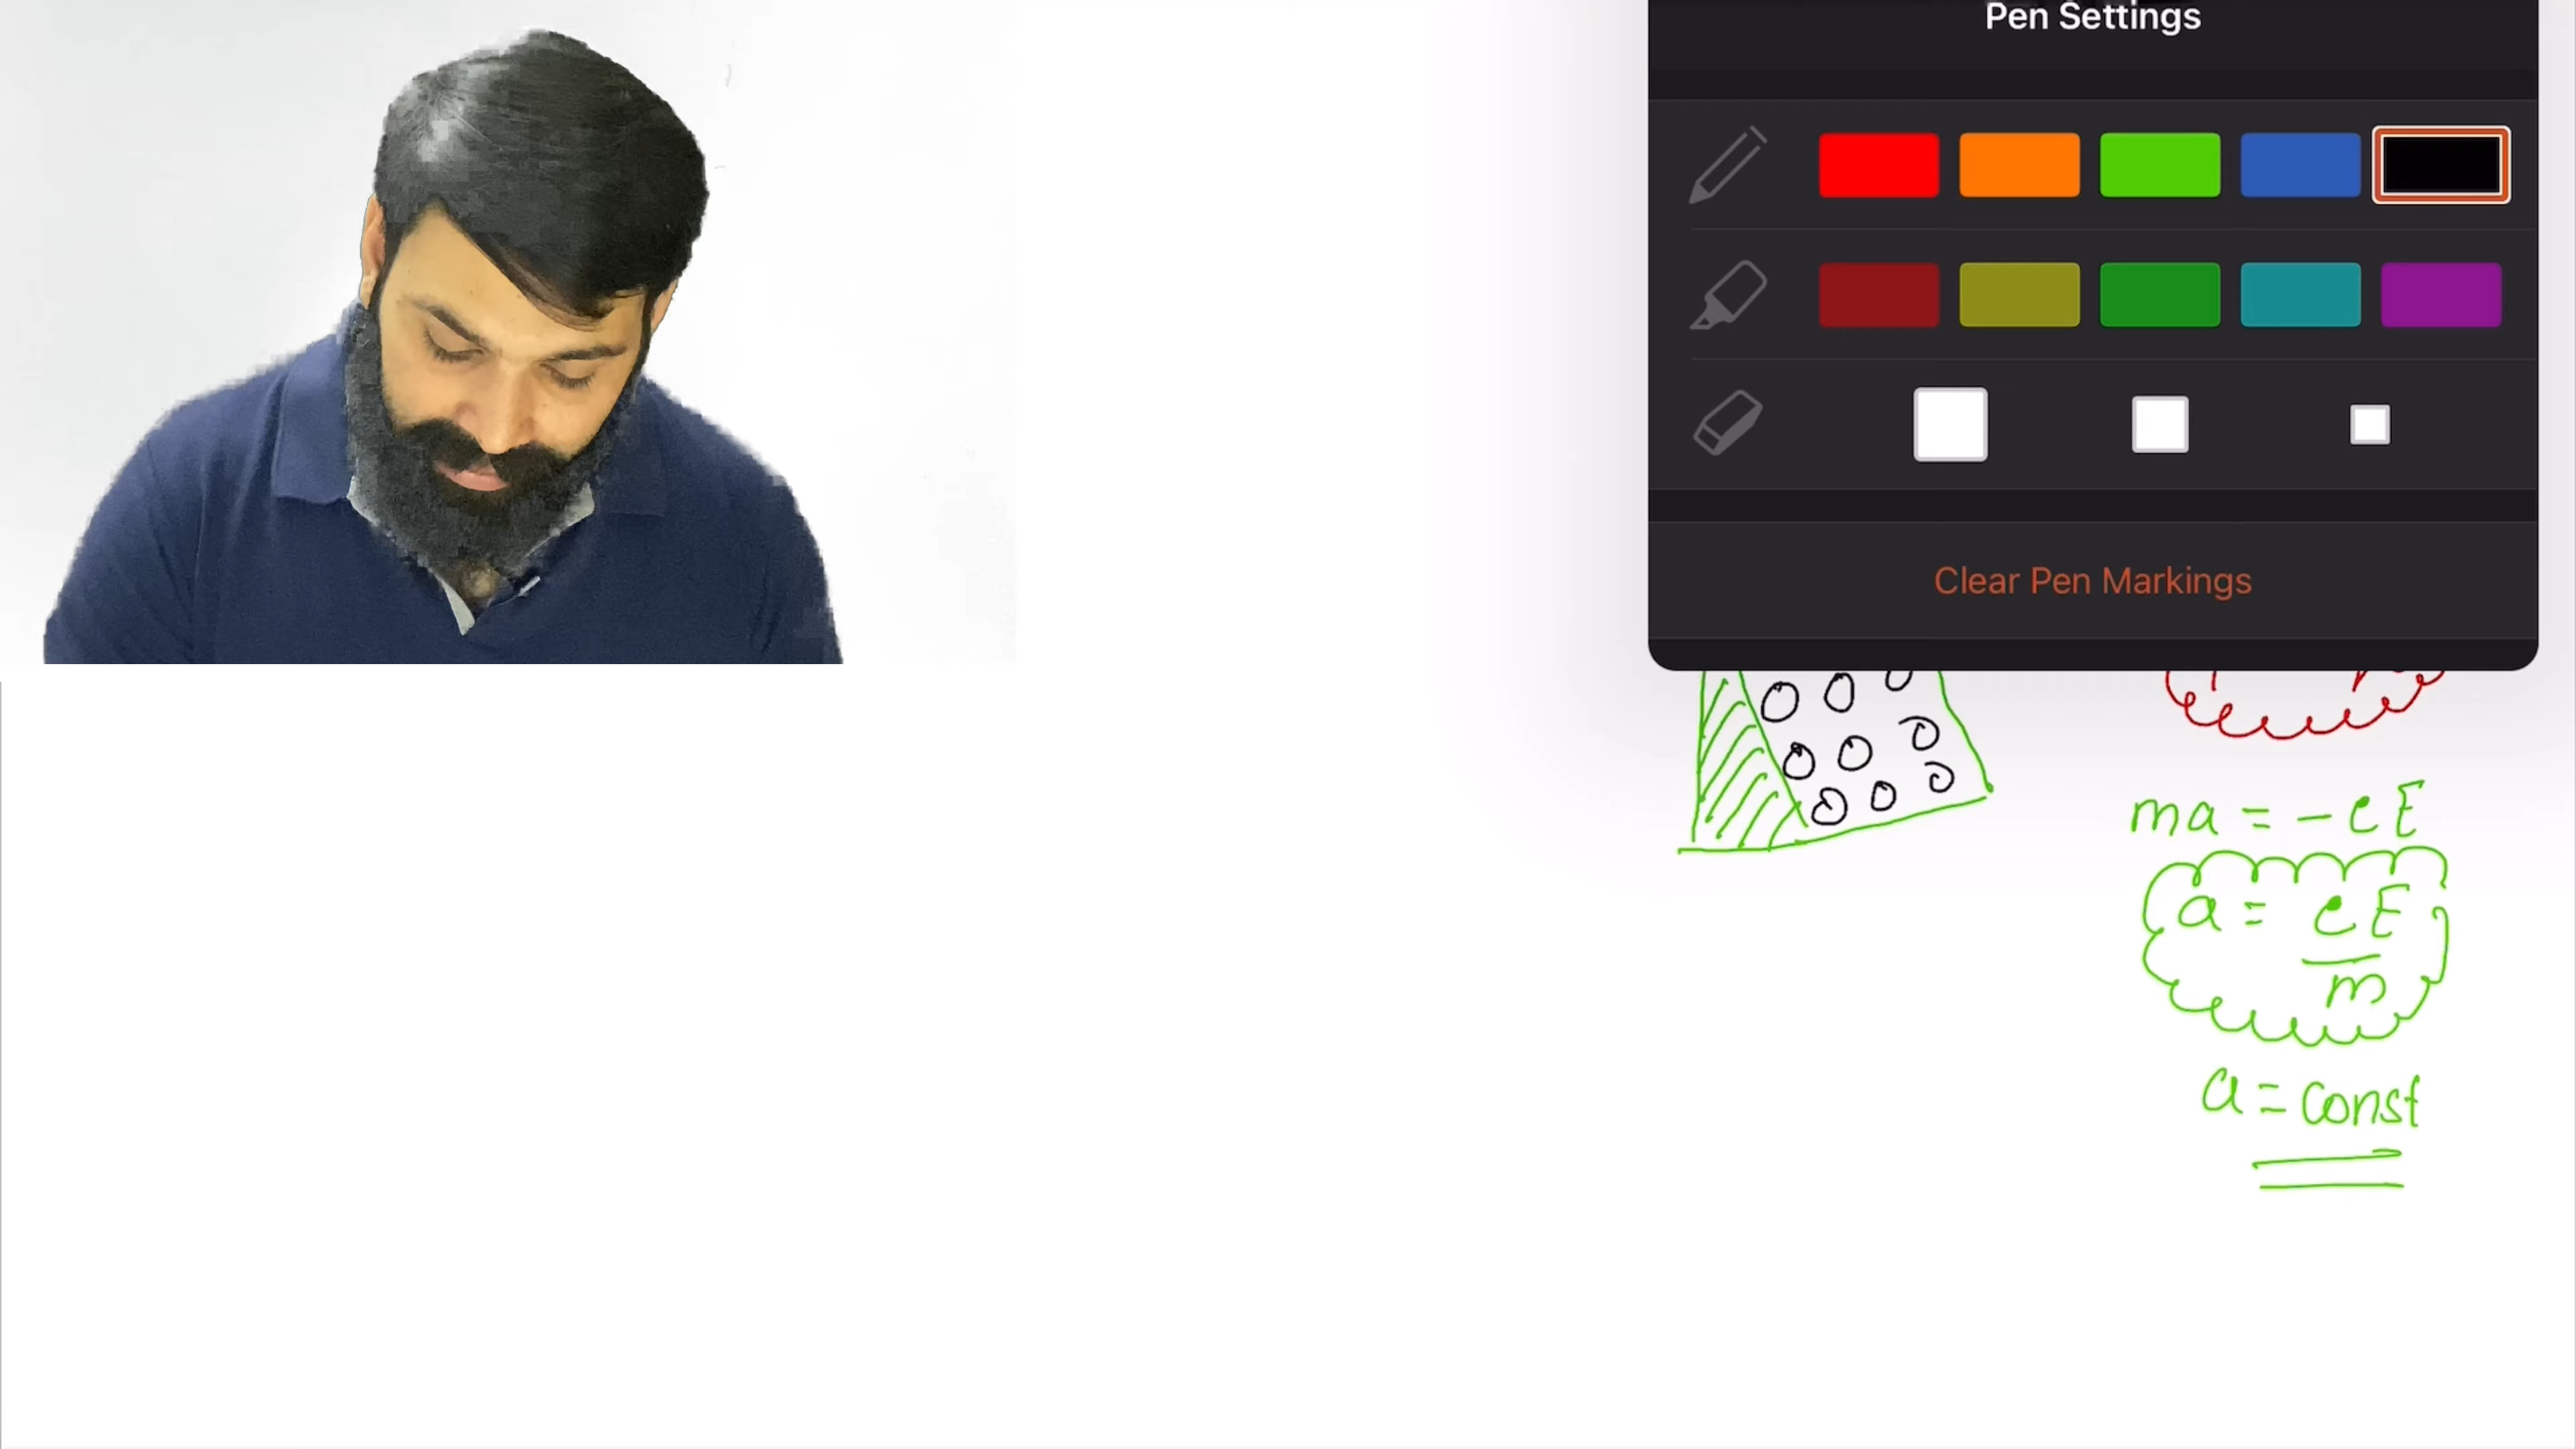 Pen Settings
Clear Pen Markings
ma = - eE
a = eE
m
a = const